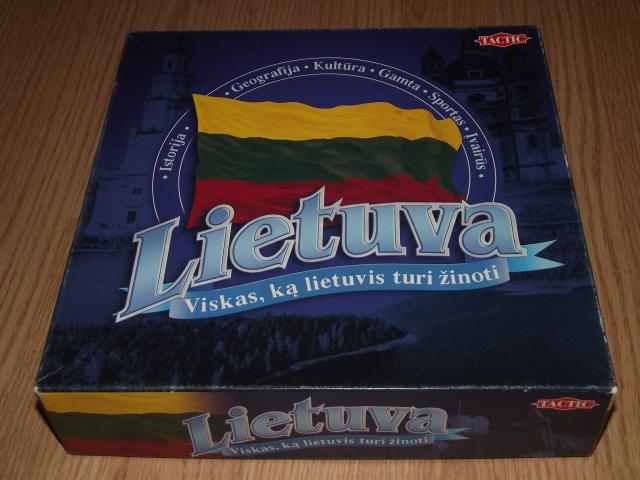 TACTIC
• Istorija • Geografija • Kultūra • Gamta • Sportas • Įvairūs •
Lietuva
Viskas, ką lietuvis turi žinoti
Lietuva
Viskas, ką lietuvis turi žinoti
TACTIC